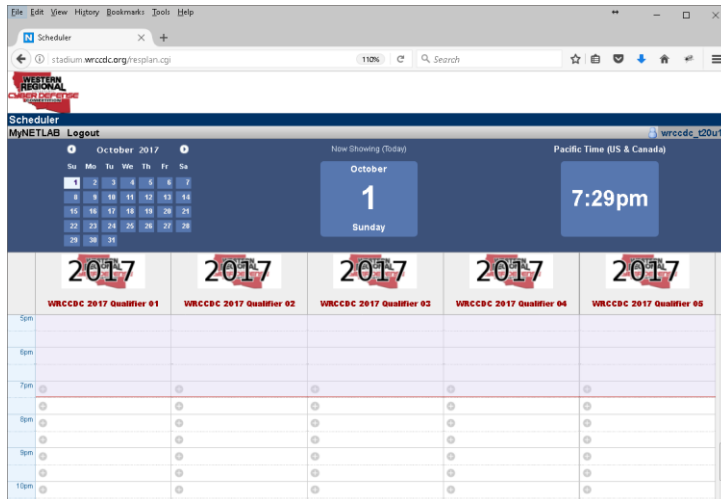 File Edit View History Bookmarks Tools Help
N Scheduler
stadium.wrccdc.org/resplan.cgi 110% Search
WESTERN
REGIONAL
CYBER DEFENSE
Scheduler
MyNETLAB Logout wrccdc_t20u1
October 2017 Now Showing (Today) Pacific Time (US & Canada)
Su Mo Tu We Th Fr Sa
1 2 3 4 5 6 7
8 9 10 11 12 13 14
15 16 17 18 19 20 21
22 23 24 25 26 27 28
29 30 31
October
1
Sunday
7:29pm
2017 2017 2017 2017 2017
WRCCDC 2017 Qualifier 01 WRCCDC 2017 Qualifier 02 WRCCDC 2017 Qualifier 03 WRCCDC 2017 Qualifier 04 WRCCDC 2017 Qualifier 05
5pm
6pm
7pm
8pm
9pm
10pm